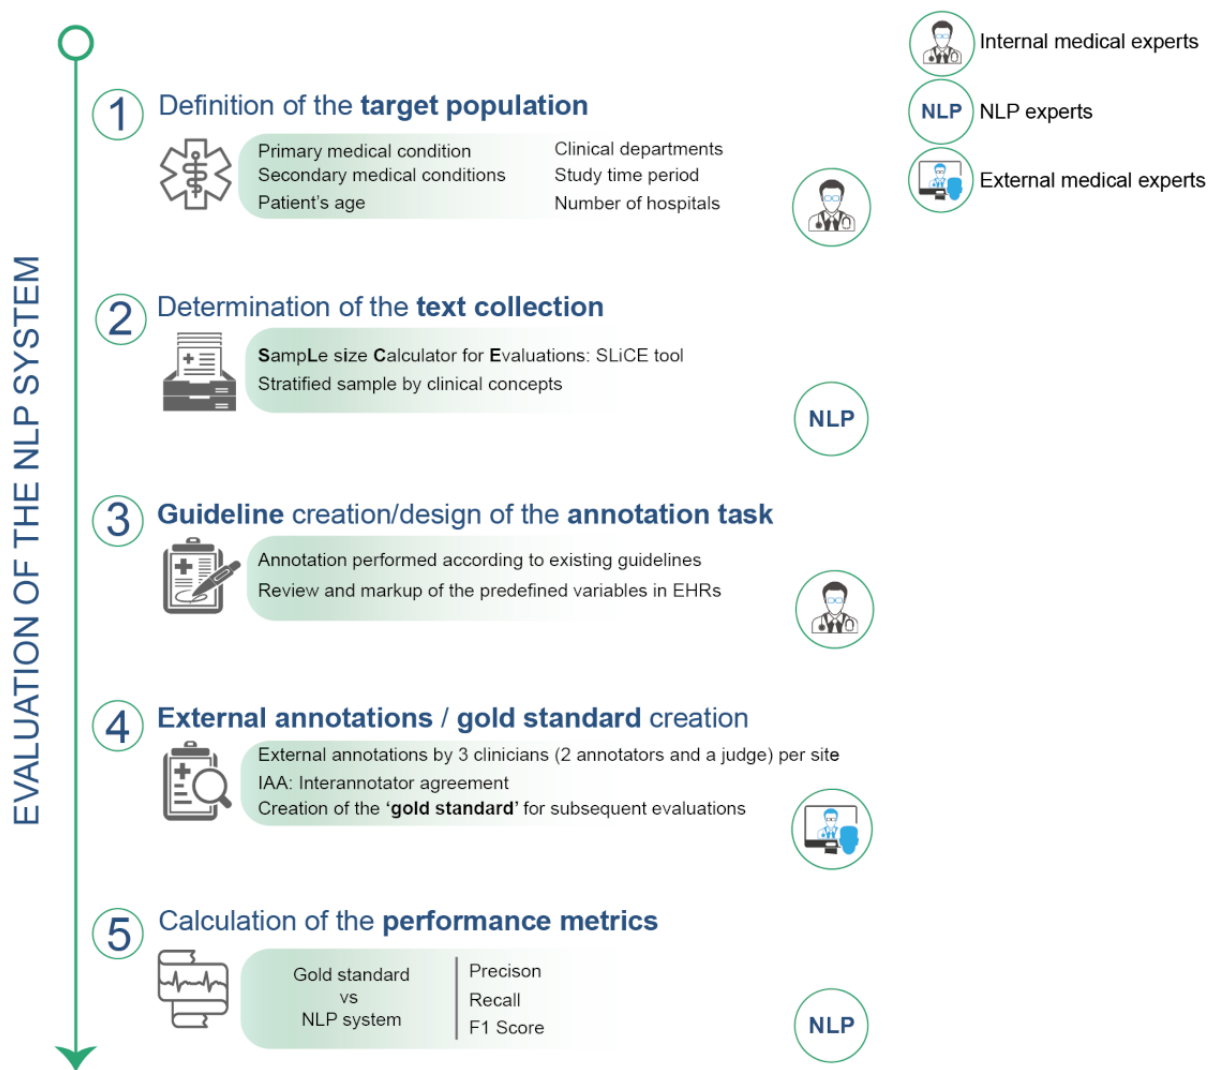 EVALUATION OF THE NLP SYSTEM
Internal medical experts
NLP
NLP experts
External medical experts
1
Definition of the target population
Primary medical condition
Secondary medical conditions
Patient's age
Clinical departments
Study time period
Number of hospitals
2
Determination of the text collection
SampLe size Calculator for Evaluations: SLiCE tool
Stratified sample by clinical concepts
NLP
3
Guideline creation/design of the annotation task
Annotation performed according to existing guidelines
Review and markup of the predefined variables in EHRs
4
External annotations / gold standard creation
External annotations by 3 clinicians (2 annotators and a judge) per site
IAA: Interannotator agreement
Creation of the ‘gold standard’ for subsequent evaluations
5
Calculation of the performance metrics
Gold standard
vs
NLP system
Precison
Recall
F1 Score
NLP